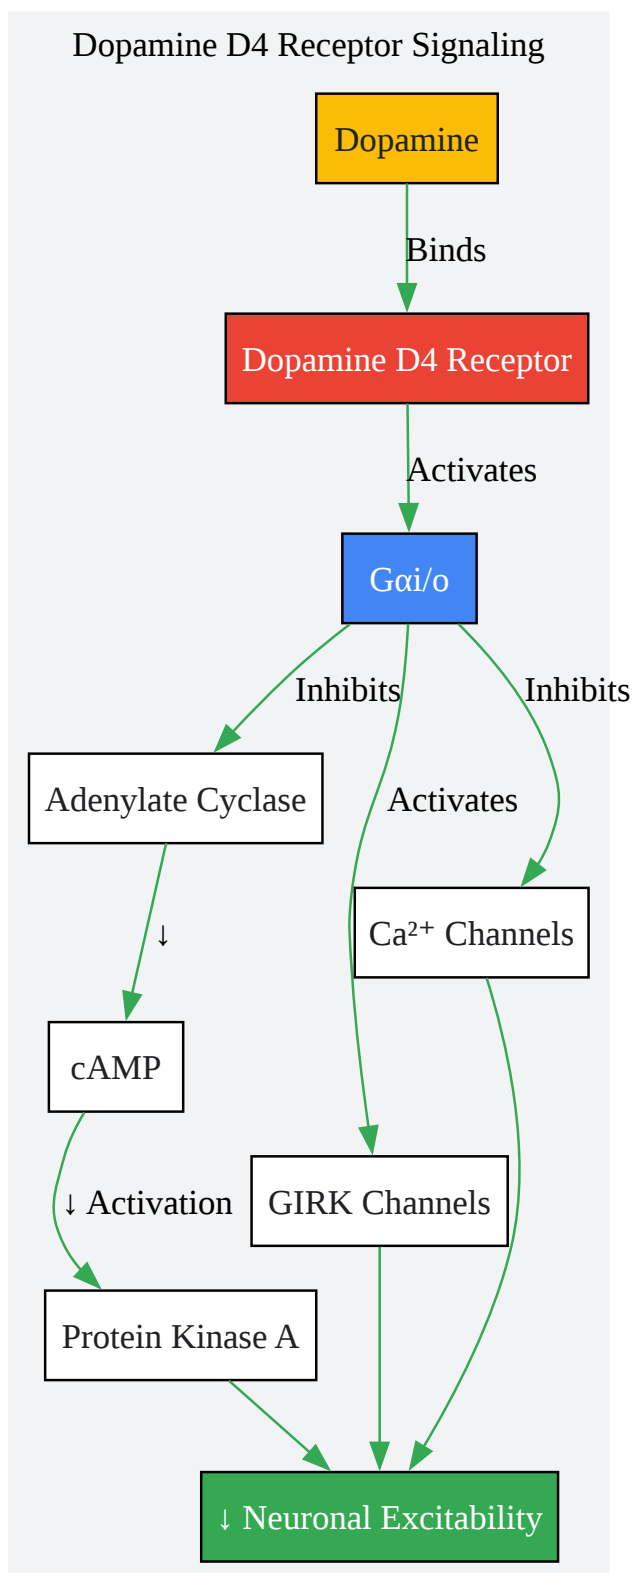 Dopamine D4 Receptor Signaling
Dopamine
Binds
Dopamine D4 Receptor
Activates
Gαi/o
Inhibits
Inhibits
Adenylate Cyclase
Activates
Ca²⁺ Channels
↓
cAMP
↓ Activation
GIRK Channels
Protein Kinase A
↓ Neuronal Excitability